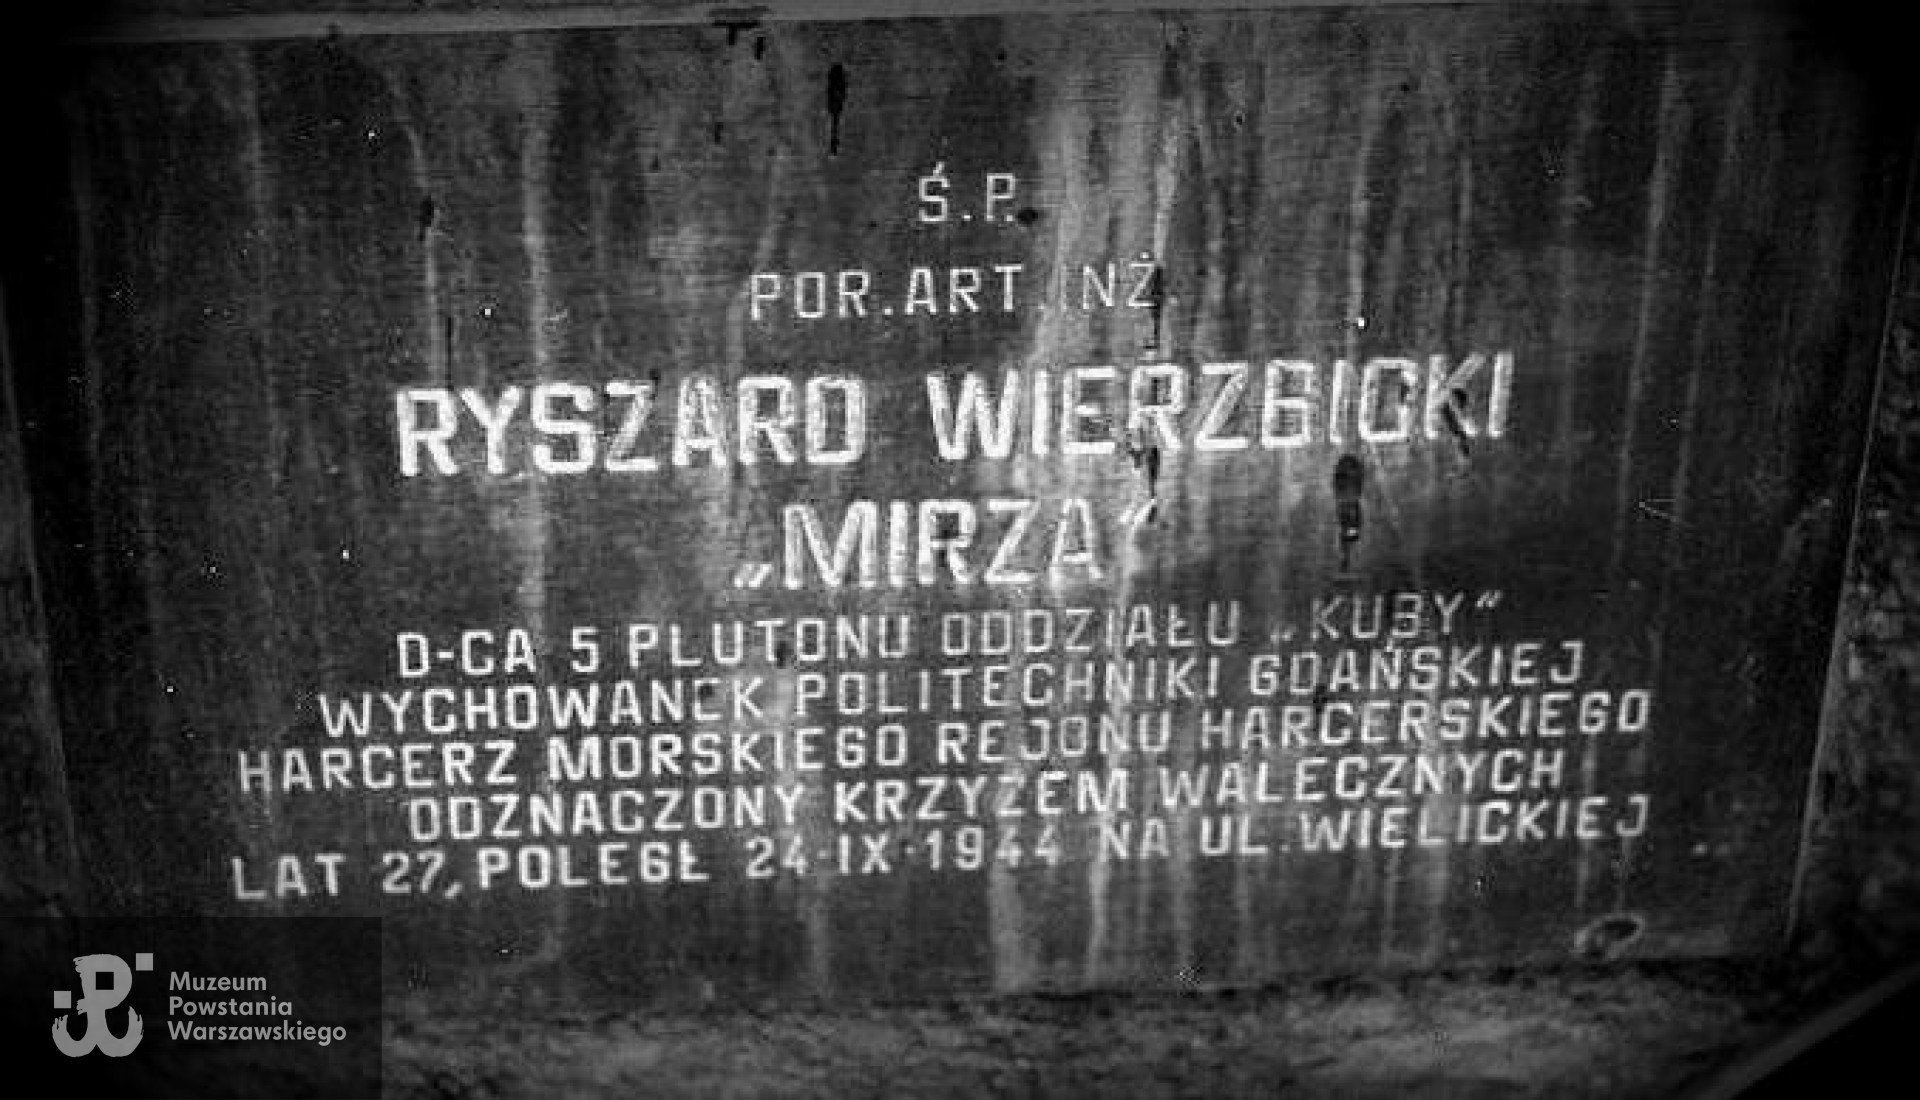 Ś.P.
POR.ART.INŻ.
RYSZARD WIERZBICKI
„MIRZA“
D-CA 5 PLUTONU ODDZIAŁU „KUBY“
WYCHOWANEK POLITECHNIKI GDAŃSKIEJ
HARCERZ MORSKIEGO REJONU HARCERSKIEGO
ODZNACZONY KRZYŻEM WALECZNYCH
LAT 27, POLEGŁ 24·IX·1944 NA UL.WIELICKIEJ
Muzeum
Powstania
Warszawskiego